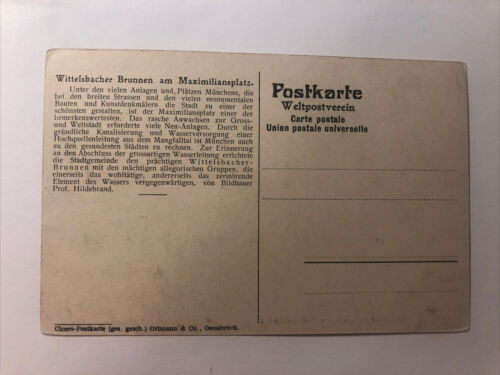 Wittelsbacher Brunnen am Maximiliansplatz.
Unter den vielen Anlagen und Plätzen Münchens, die
bei den breiten Strassen und den vielen monumentalen
Bauten und Kunstdenkmälern die Stadt zu einer der
schönsten gestalten, ist der Maximiliansplatz einer der
bemerkenswertesten. Das rasche Anwachsen zur Gross-
und Weltstadt erforderte viele Neu-Anlagen. Durch die
gründliche Kanalisierung und Wasserversorgung einer
Hochquellenleitung aus dem Mangfalltal ist München auch
zu den gesundesten Städten zu rechnen. Zur Erinnerung
an den Abschluss der grossartigen Wasserleitung errichtete
die Stadtgemeinde den prächtigen Wittelsbacher-
Brunnen mit den mächtigen allegorischen Gruppen, die
einerseits das wohltätige, andererseits das zerstörende
Element des Wassers vergegenwärtigen, von Bildhauer
Prof. Hildebrand.
Cicero-Postkarte (ges. gesch.) Ortmann & Co., Osnabrück.
Postkarte
Weltpostverein
Carte postale
Union postale universelle